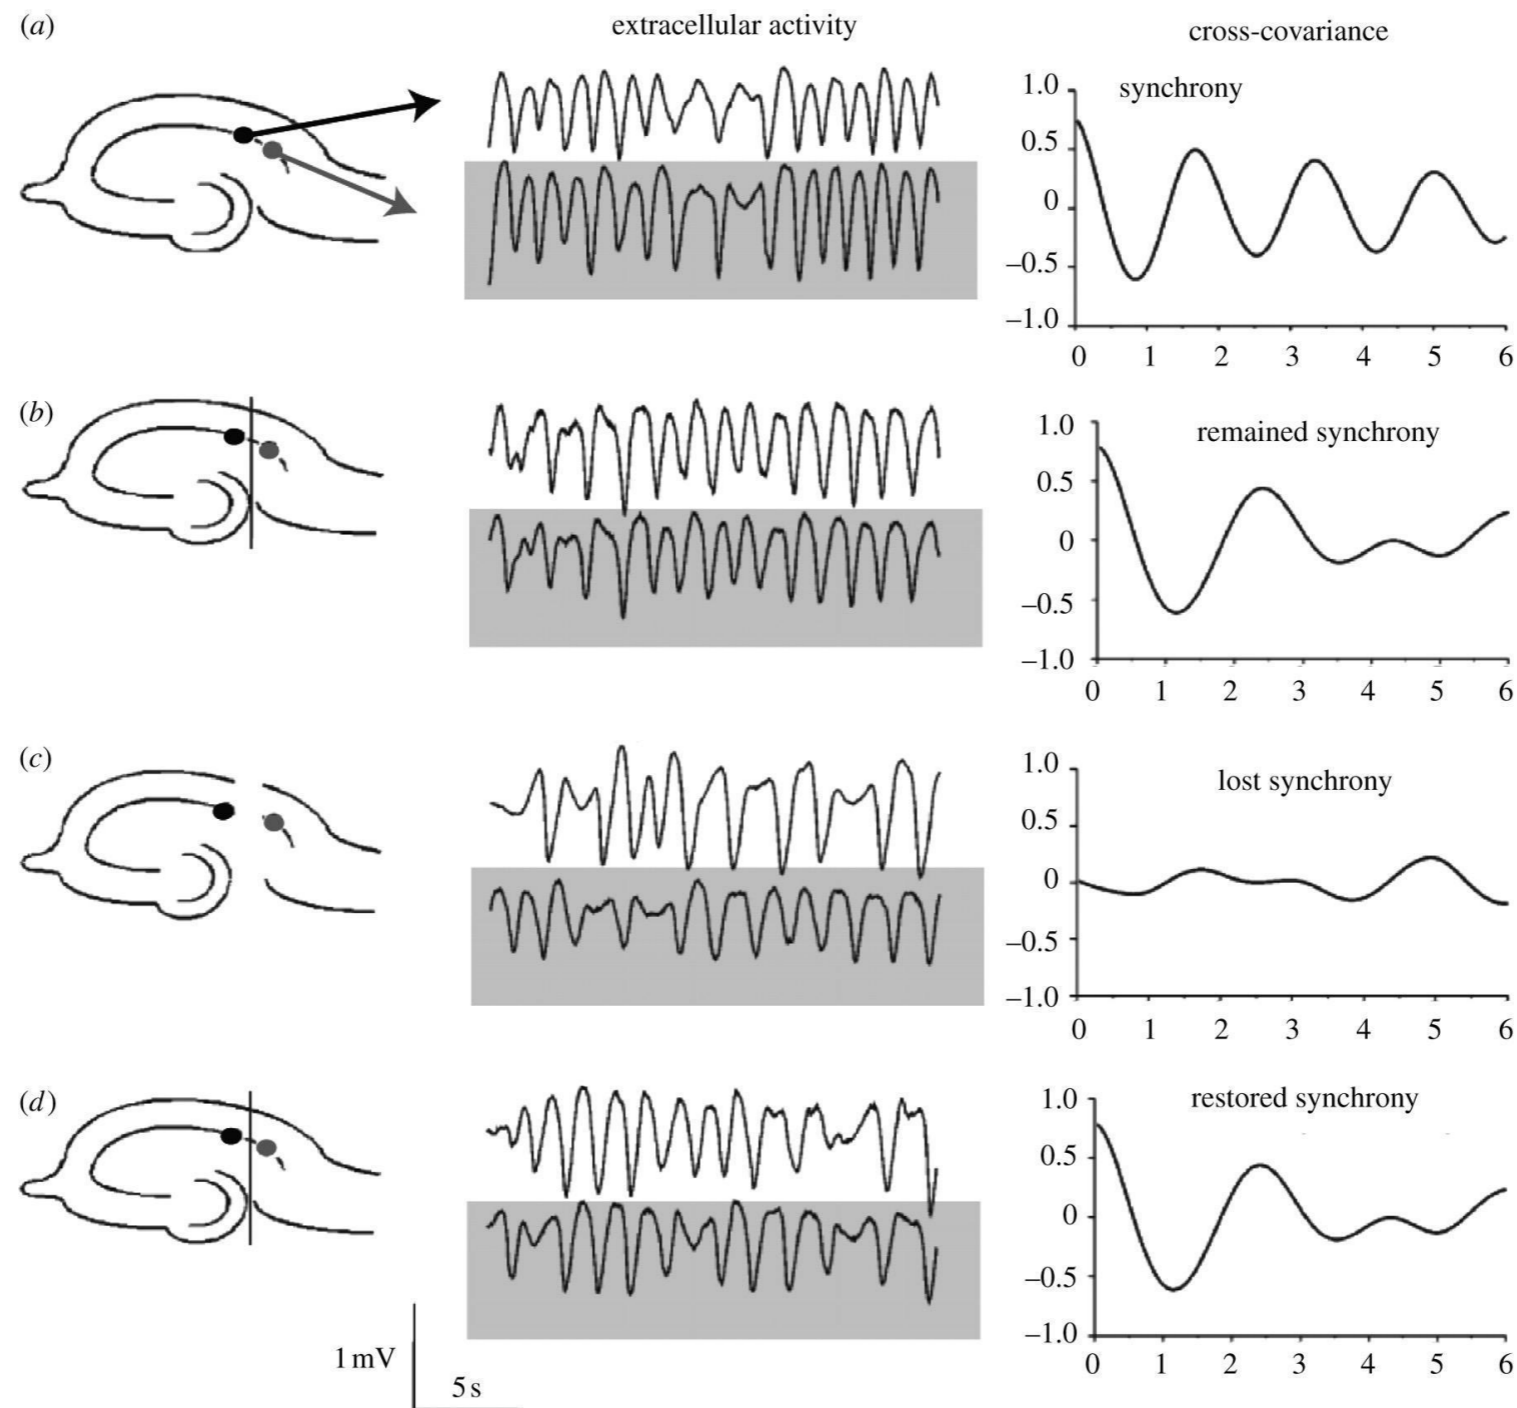 (a)
extracellular activity
cross-covariance
synchrony
1.0
0.5
0
–0.5
–1.0
0 1 2 3 4 5 6
(b)
remained synchrony
1.0
0.5
0
–0.5
–1.0
0 1 2 3 4 5 6
(c)
lost synchrony
1.0
0.5
0
–0.5
–1.0
0 1 2 3 4 5 6
(d)
restored synchrony
1.0
0.5
0
–0.5
–1.0
0 1 2 3 4 5 6
1 mV
5 s